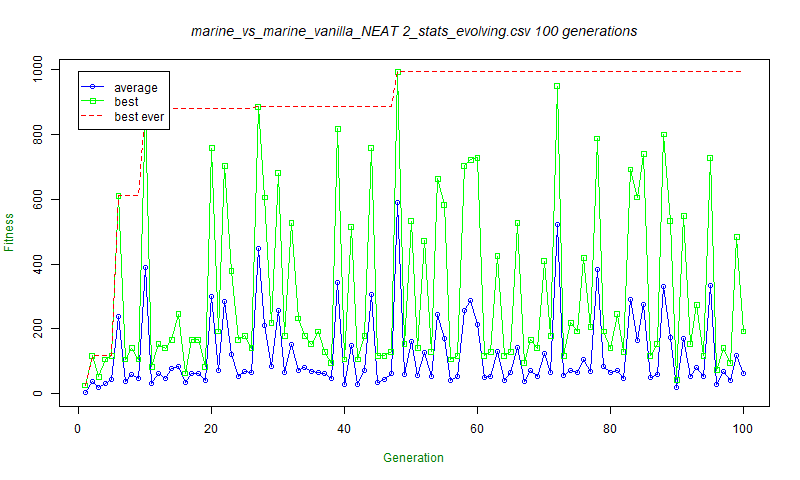 marine_vs_marine_vanilla_NEAT 2_stats_evolving.csv 100 generations
average
best
best ever
Fitness
0
200
400
600
800
1000
0
20
40
60
80
100
Generation